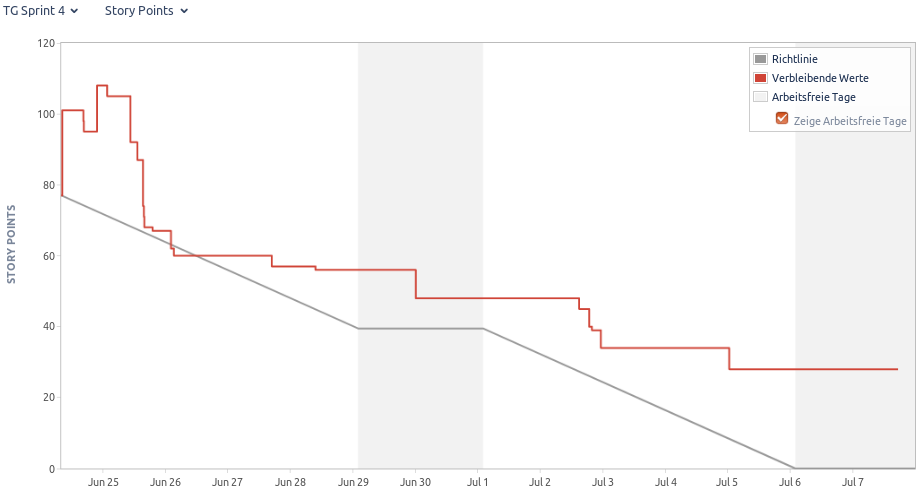 TG Sprint 4 Story Points
120
100
80
60
40
20
0
STORY POINTS
Richtlinie
Verbleibende Werte
Arbeitsfreie Tage
Zeige Arbeitsfreie Tage
Jun 25 Jun 26 Jun 27 Jun 28 Jun 29 Jun 30 Jul 1 Jul 2 Jul 3 Jul 4 Jul 5 Jul 6 Jul 7